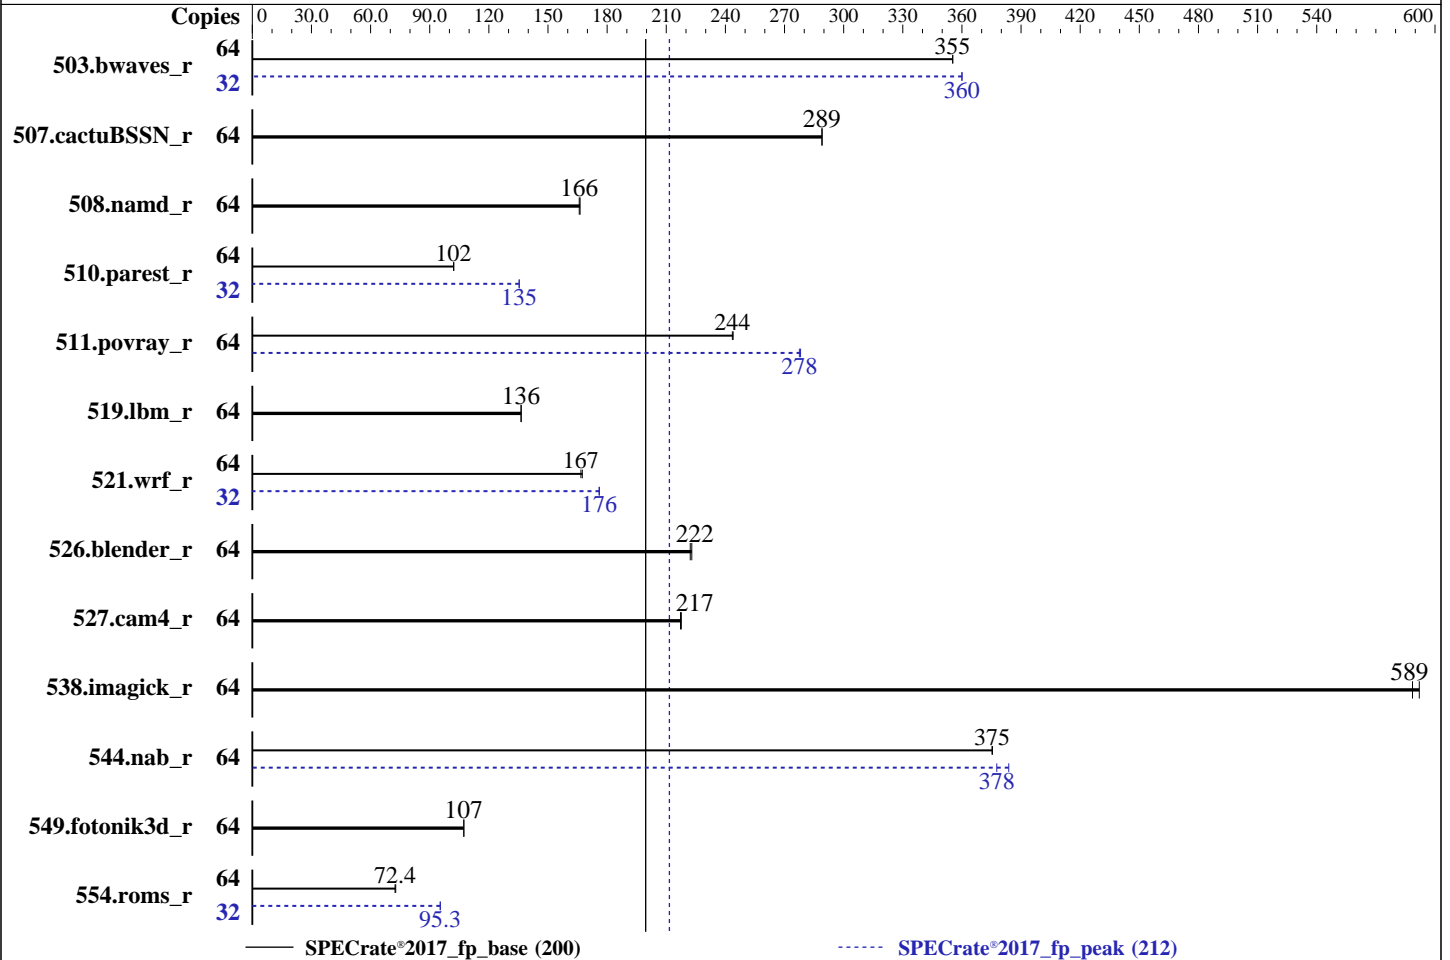 Copies 0 30.0 60.0 90.0 120 150 180 210 240 270 300 330 360 390 420 450 480 510 540 600
503.bwaves_r 64 355
32 360
507.cactuBSSN_r 64 289
508.namd_r 64 166
510.parest_r 64 102
32 135
511.povray_r 64 244
278
519.lbm_r 64 136
521.wrf_r 64 167
32 176
526.blender_r 64 222
527.cam4_r 64 217
538.imagick_r 64 589
544.nab_r 64 375
378
549.fotonik3d_r 64 107
554.roms_r 64 72.4
32 95.3
SPECrate®2017_fp_base (200) SPECrate®2017_fp_peak (212)